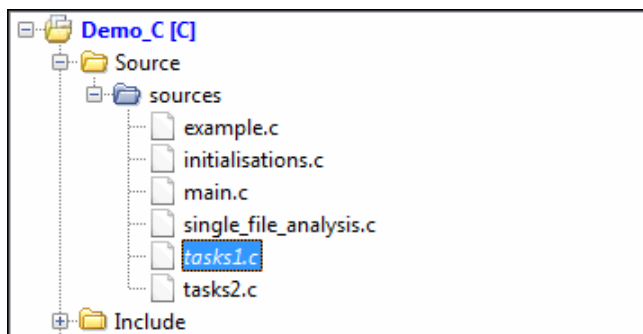 Demo_C [C]
Source
sources
example.c
initialisations.c
main.c
single_file_analysis.c
tasks1.c
tasks2.c
Include